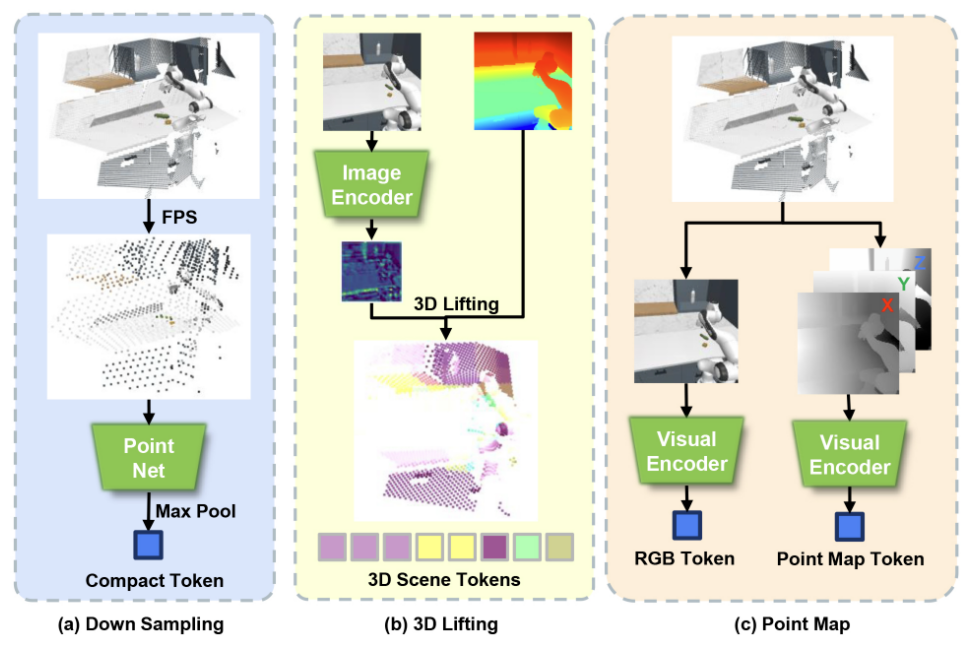 FPS
Point
Net
Max Pool
Compact Token
(a) Down Sampling
Image
Encoder
3D Lifting
3D Scene Tokens
(b) 3D Lifting
Z
Y
X
Visual
Encoder
RGB Token
Visual
Encoder
Point Map Token
(c) Point Map